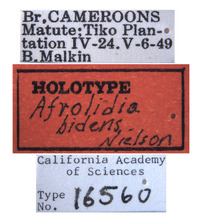 Br.CAMEROONS
Matute:Tiko Plan-
tation IV-24.V-6-49
B.Malkin
HOLOTYPE
Afrolidia
bidens
Nielson
California Academy
of Sciences
Type
No. 16560